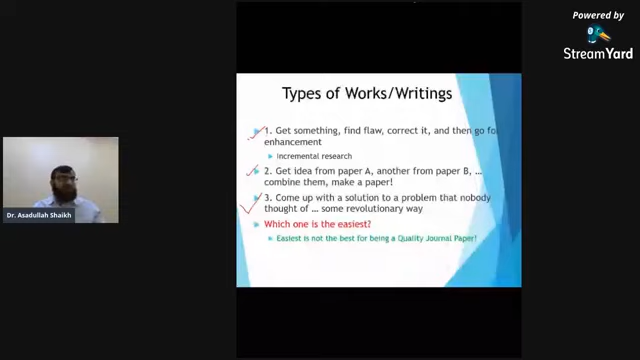 Powered by
StreamYard
Types of Works/Writings
1. Get something, find flaw, correct it, and then go for
enhancement
Incremental research
2. Get idea from paper A, another from paper B, …
combine them, make a paper!
3. Come up with a solution to a problem that nobody
thought of … some revolutionary way
Which one is the easiest?
Easiest is not the best for being a Quality Journal Paper!
Dr. Asadullah Shaikh